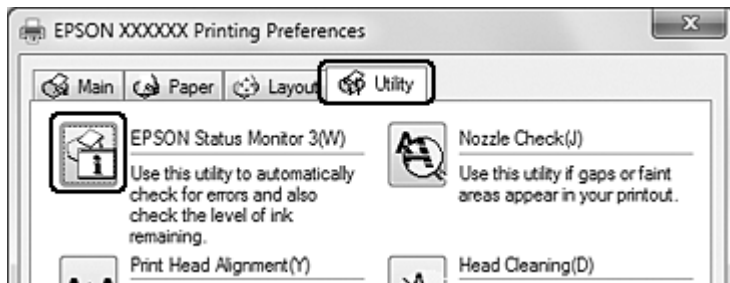 EPSON XXXXXX Printing Preferences
Main Paper Layout Utility
EPSON Status Monitor 3(W)
Use this utility to automatically
check for errors and also
check the level of ink
remaining.
Nozzle Check(J)
Use this utility if gaps or faint
areas appear in your printout.
Print Head Alignment(Y)
Head Cleaning(D)